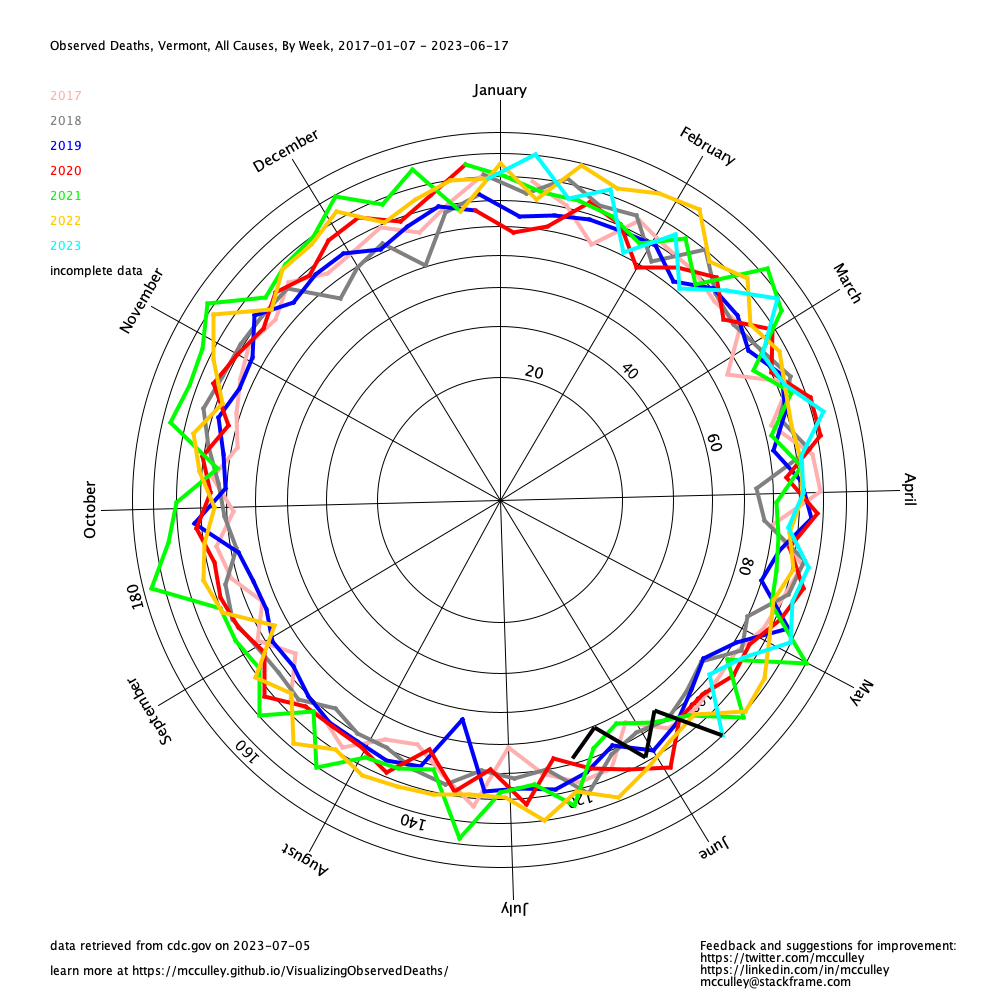 Observed Deaths, Vermont, All Causes, By Week, 2017-01-07 - 2023-06-17
January
2017
2018
2019
2020
2021
2022
2023
incomplete data
February
December
March
November
20
40
60
April
October
80
180
May
September
160
120
140
June
August
July
data retrieved from cdc.gov on 2023-07-05
learn more at https://mcculley.github.io/VisualizingObservedDeaths/
Feedback and suggestions for improvement:
https://twitter.com/mcculley
https://linkedin.com/in/mcculley
mcculley@stackframe.com